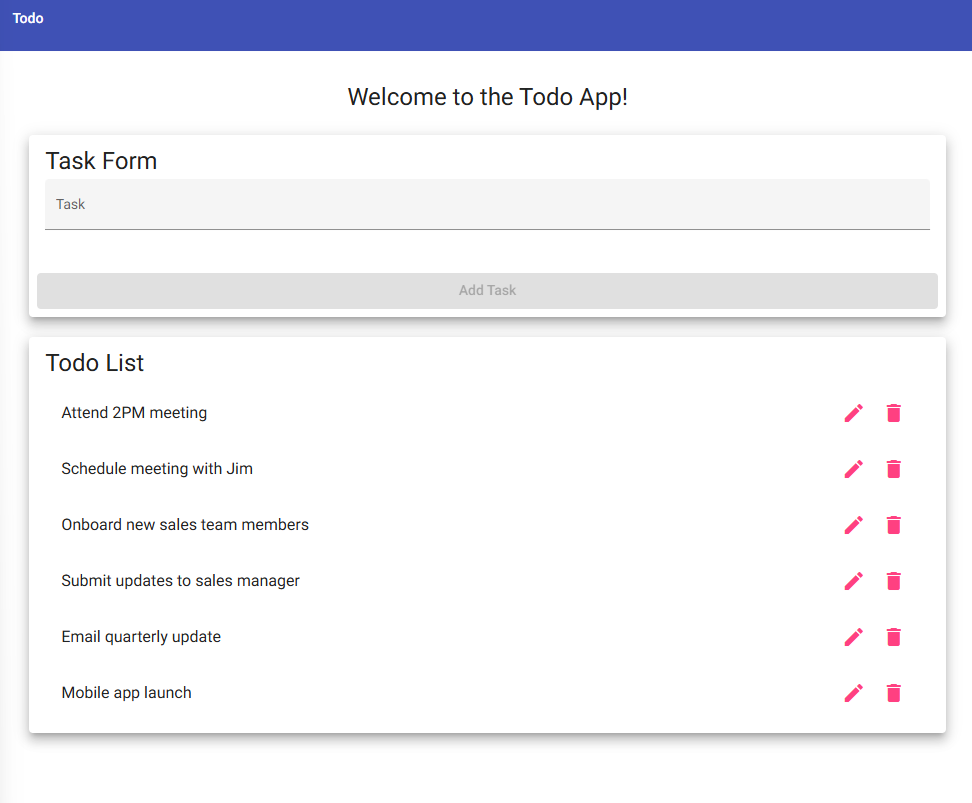 Todo
Welcome to the Todo App!
Task Form
Task
Add Task
Todo List
Attend 2PM meeting
Schedule meeting with Jim
Onboard new sales team members
Submit updates to sales manager
Email quarterly update
Mobile app launch